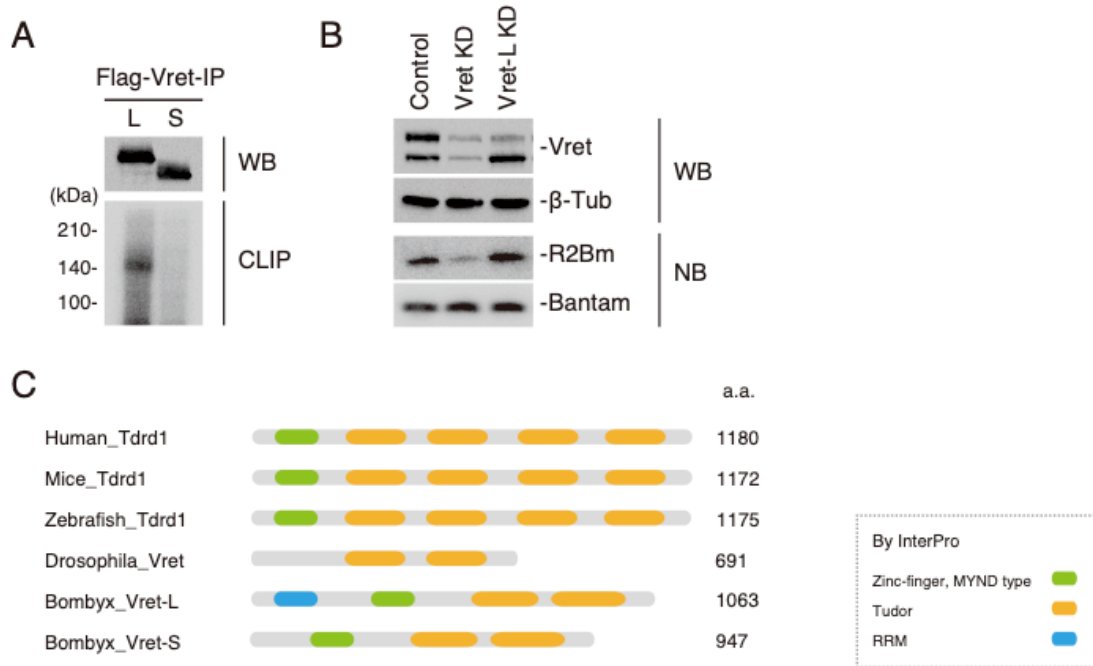 A
Flag-Vret-IP
L S
WB
(kDa)
210-
140-
100-
CLIP
B
Control
Vret KD
Vret-L KD
-Vret
-β-Tub
WB
-R2Bm
-Bantam
NB
C
a.a.
Human_Tdrd1 1180
Mice_Tdrd1 1172
Zebrafish_Tdrd1 1175
Drosophila_Vret 691
Bombyx_Vret-L 1063
Bombyx_Vret-S 947
By InterPro
Zinc-finger, MYND type
Tudor
RRM